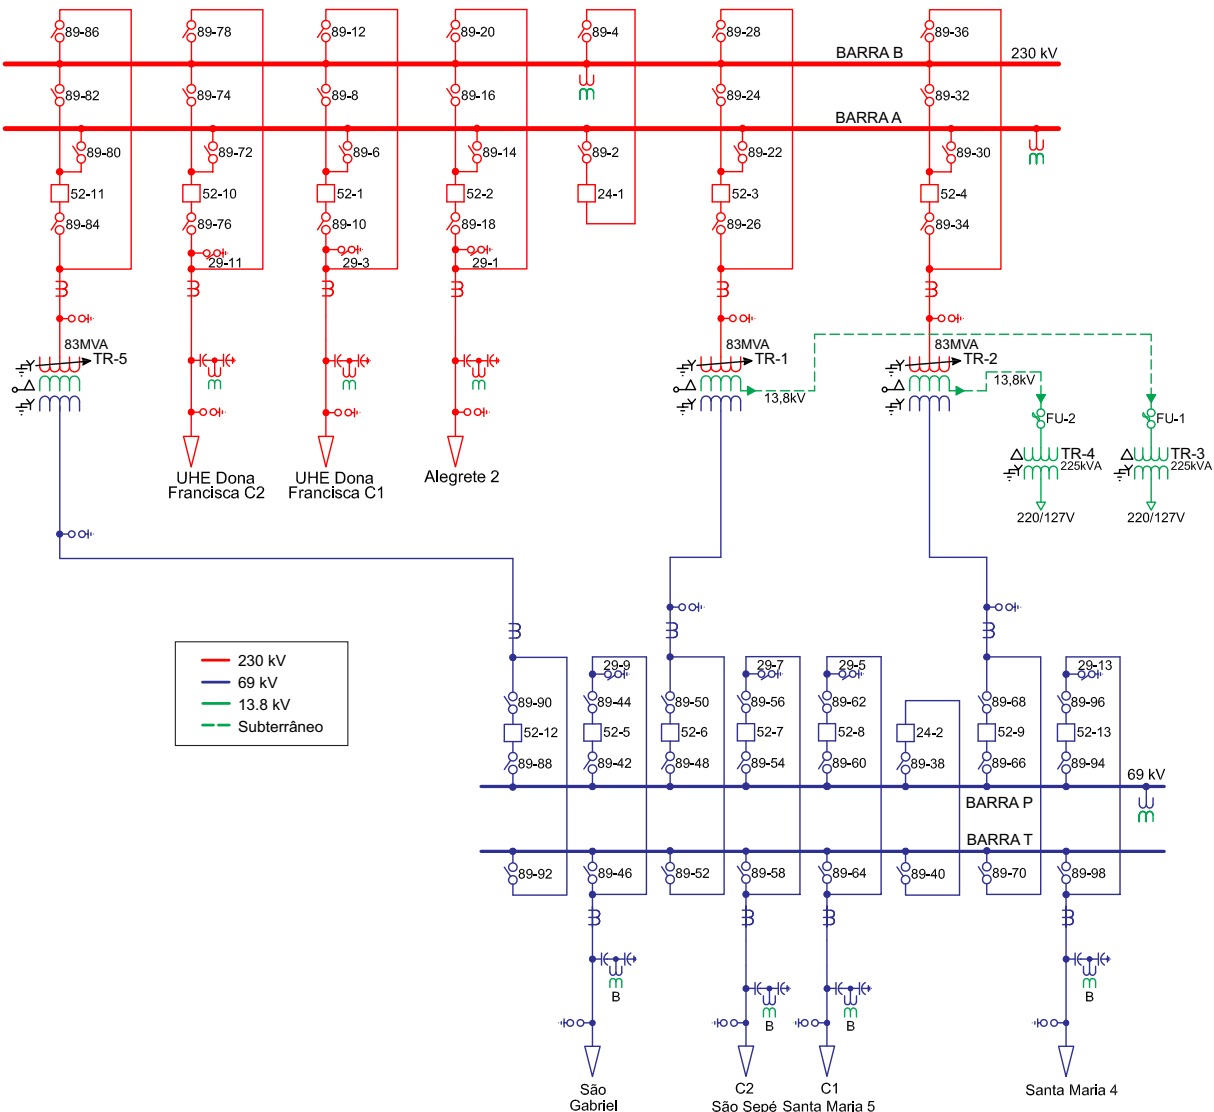 89-86
89-78
89-12
89-20
89-4
89-28
89-36
BARRA B
230 kV
89-82
89-74
89-8
89-16
89-24
89-32
BARRA A
89-80
89-72
89-6
89-14
89-2
89-22
89-30
52-11
52-10
52-1
52-2
24-1
52-3
52-4
89-84
89-76
89-10
89-18
89-26
89-34
29-11
29-3
29-1
83MVA
TR-5
83MVA
TR-1
83MVA
TR-2
13,8kV
13,8kV
FU-2
FU-1
TR-4
225kVA
TR-3
225kVA
220/127V
220/127V
UHE Dona
Francisca C2
UHE Dona
Francisca C1
Alegrete 2
230 kV
69 kV
13.8 kV
Subterrâneo
29-9
29-7
29-5
29-13
89-90
89-44
89-50
89-56
89-62
89-68
89-96
52-12
52-5
52-6
52-7
52-8
24-2
52-9
52-13
89-88
89-42
89-48
89-54
89-60
89-38
89-66
89-94
69 kV
BARRA P
BARRA T
89-92
89-46
89-52
89-58
89-64
89-40
89-70
89-98
B
B
B
B
São
Gabriel
C2
São Sepé
C1
Santa Maria 5
Santa Maria 4